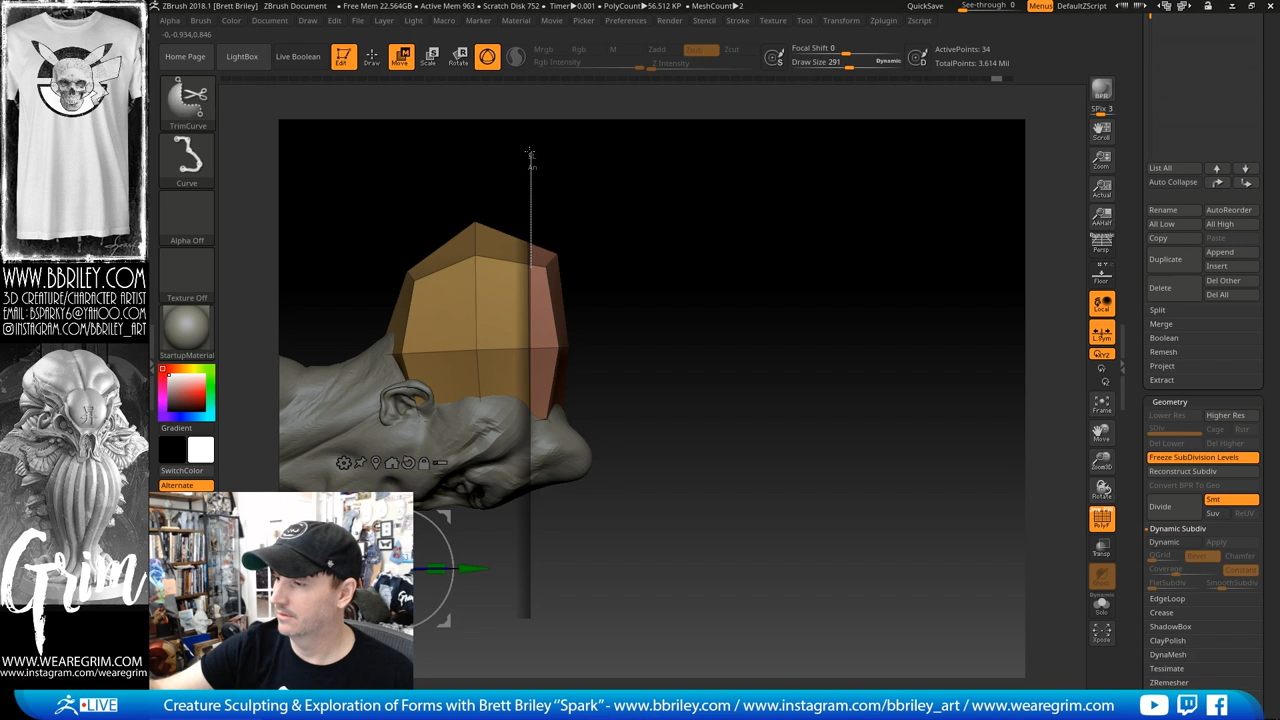 ZBrush 2018.1 [Brett Briley] ZBrush Document • Free Mem 22.564GB • Active Mem 963 • Scratch Disk 752 • Timer▶0.001 • PolyCount▶56.512 KP • MeshCount▶2 QuickSave See-through 0 Menus DefaultZScript
Alpha Brush Color Document Draw Edit File Layer Light Macro Marker Material Movie Picker Preferences Render Stencil Stroke Texture Tool Transform Zplugin Zscript
-0,-0.934,0.846
Home Page
LightBox
Live Boolean
Edit
Draw
Move
Scale
Rotate
Mrgb Rgb M Zadd Zsub Zcut
Rgb Intensity Z Intensity
Focal Shift 0
Draw Size 291 Dynamic
S
D
ActivePoints: 34
TotalPoints: 3.614 Mil
TrimCurve
Curve
Alpha Off
Texture Off
StartupMaterial
Gradient
SwitchColor
Alternate
BPR
SPix 3
Scroll
Zoom
Actual
AAHalf
Dynamic
Persp
Floor
Local
L.Sym
XYZ
Frame
Move
Zoom3D
Rotate
PolyF
Transp
Dynamic
Solo
Xpose
List All
Auto Collapse
Rename AutoReorder
All Low All High
Copy Paste
Duplicate Append
Insert
Delete Del Other
Del All
Split
Merge
Boolean
Remesh
Project
Extract
Geometry
Lower Res Higher Res
SDiv Cage Rstr
Del Lower Del Higher
Freeze SubDivision Levels
Reconstruct Subdiv
Convert BPR To Geo
Divide Smt
Suv ReUV
Dynamic Subdiv
Dynamic Apply
QGrid Bevel Chamfer
Coverage Constant
FlatSubdiv SmoothSubdiv
EdgeLoop
Crease
ShadowBox
ClayPolish
DynaMesh
Tessimate
ZRemesher
WWW.BBRILEY.COM
3D CREATURE/CHARACTER ARTIST
EMAIL: BSPARKY6@YAHOO.COM
INSTAGRAM.COM/BBRILEY_ART
Grim
WWW.WEAREGRIM.COM
www.instagram.com/wearegrim
LIVE Creature Sculpting & Exploration of Forms with Brett Briley "Spark" - www.bbriley.com / www.instagram.com/bbriley_art / www.wearegrim.com